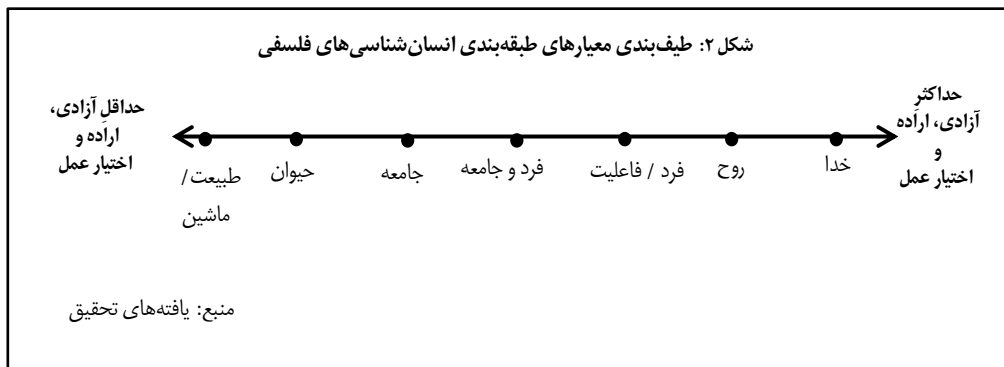 شکل ۲: طیف‌بندی معیارهای طبقه‌بندی انسان‌شناسی‌های فلسفی
حداکثرِ
آزادی، اراده
و
اختیار عمل
خدا
روح
فرد / فاعلیت
فرد و جامعه
جامعه
حیوان
طبیعت/
ماشین
حداقلِ آزادی،
اراده
و
اختیار عمل
منبع: یافته‌های تحقیق